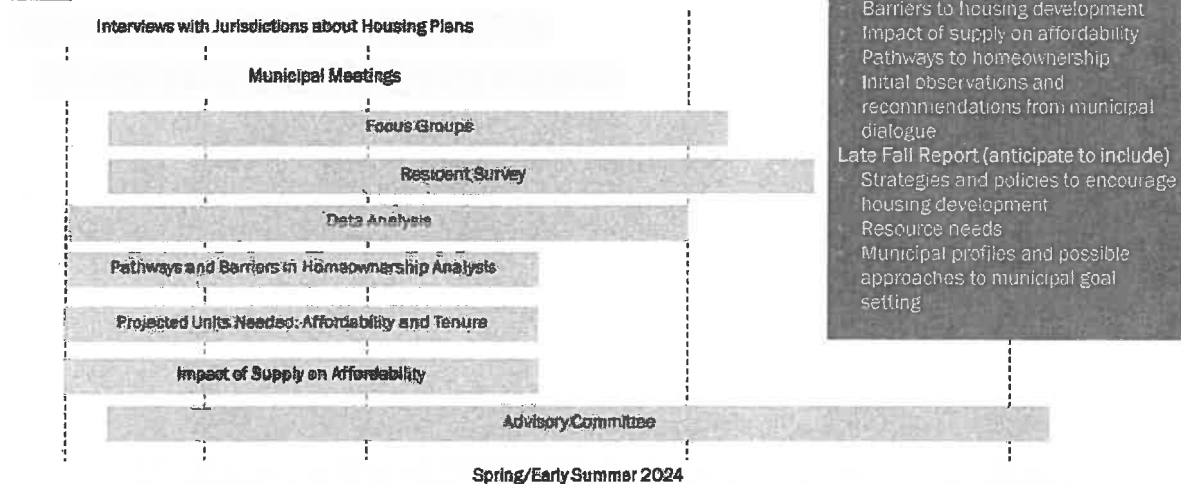 Interviews with Jurisdictions about Housing Plans
Municipal Meetings
Focus Groups
Resident Survey
Data Analysis
Pathways and Barriers in Homeownership Analysis
Projected Units Needed: Affordability and Tenure
Impact of Supply on Affordability
Advisory Committee
Spring/Early Summer 2024
Barriers to housing development
Impact of supply on affordability
Pathways to homeownership
Initial observations and
recommendations from municipal
dialogue
Late Fall Report (anticipate to include)
Strategies and policies to encourage
housing development
Resource needs
Municipal profiles and possible
approaches to municipal goal
setting